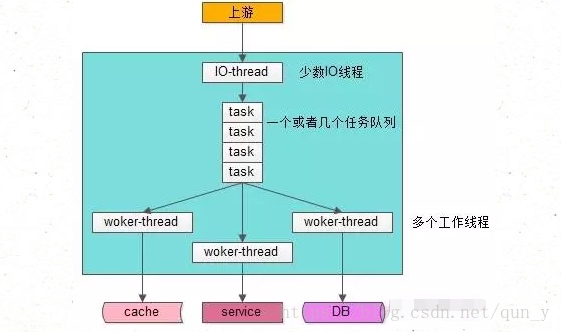 上游
IO-thread
少数IO线程
task
一个或者几个任务队列
task
task
task
woker-thread
woker-thread
多个工作线程
woker-thread
cache
service
DB
g.csdn.net/qun_y